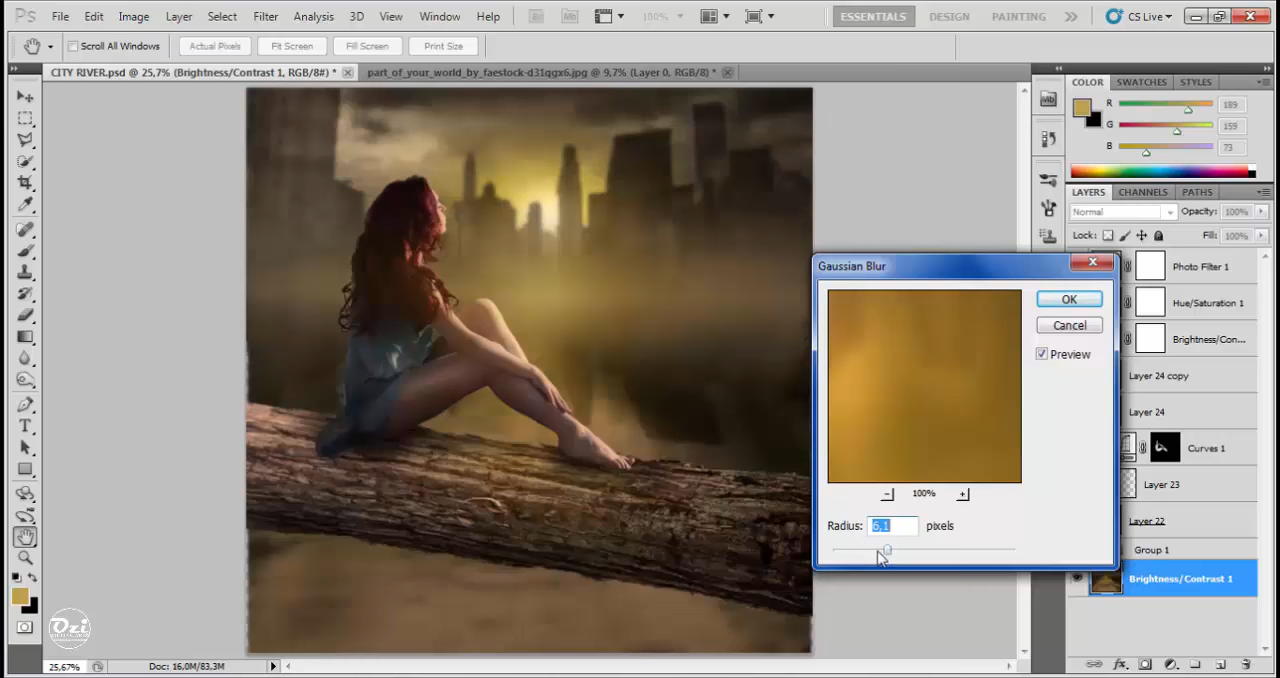 Ps File Edit Image Layer Select Filter Analysis 3D View Window Help Br Mb 100% ESSENTIALS DESIGN PAINTING CS Live
Scroll All Windows Actual Pixels Fit Screen Fill Screen Print Size
CITY RIVER.psd @ 25,7% (Brightness/Contrast 1, RGB/8#) * part_of_your_world_by_faestock-d31qgx6.jpg @ 9,7% (Layer 0, RGB/8) *
COLOR SWATCHES STYLES
Mb
R 189
G 159
B 73
LAYERS CHANNELS PATHS
Normal Opacity: 100%
Lock: Fill: 100%
Photo Filter 1
Hue/Saturation 1
Brightness/Con...
Layer 24 copy
Layer 24
Curves 1
Layer 23
Layer 22
Group 1
Brightness/Contrast 1
Gaussian Blur
OK
Cancel
Preview
100%
Radius: 6,1 pixels
T
Ozi
25,67% Doc: 16,0M/83,3M
fx